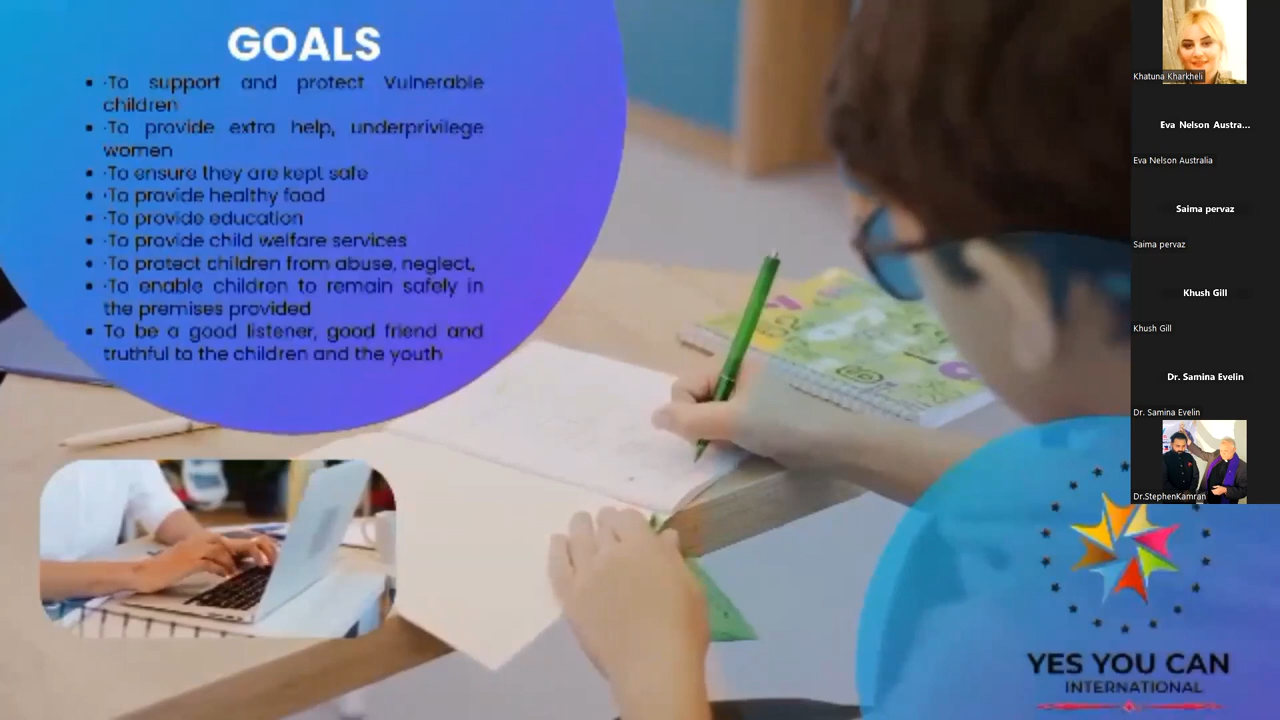 GOALS
·To support and protect Vulnerable
children
·To provide extra help, underprivilege
women
·To ensure they are kept safe
·To provide healthy food
·To provide education
·To provide child welfare services
·To protect children from abuse, neglect,
·To enable children to remain safely in
the premises provided
To be a good listener, good friend and
truthful to the children and the youth
YES YOU CAN
INTERNATIONAL
Khatuna Kharkheli
Eva Nelson Austra...
Eva Nelson Australia
Saima pervaz
Saima pervaz
Khush Gill
Khush Gill
Dr. Samina Evelin
Dr. Samina Evelin
Dr.StephenKamran